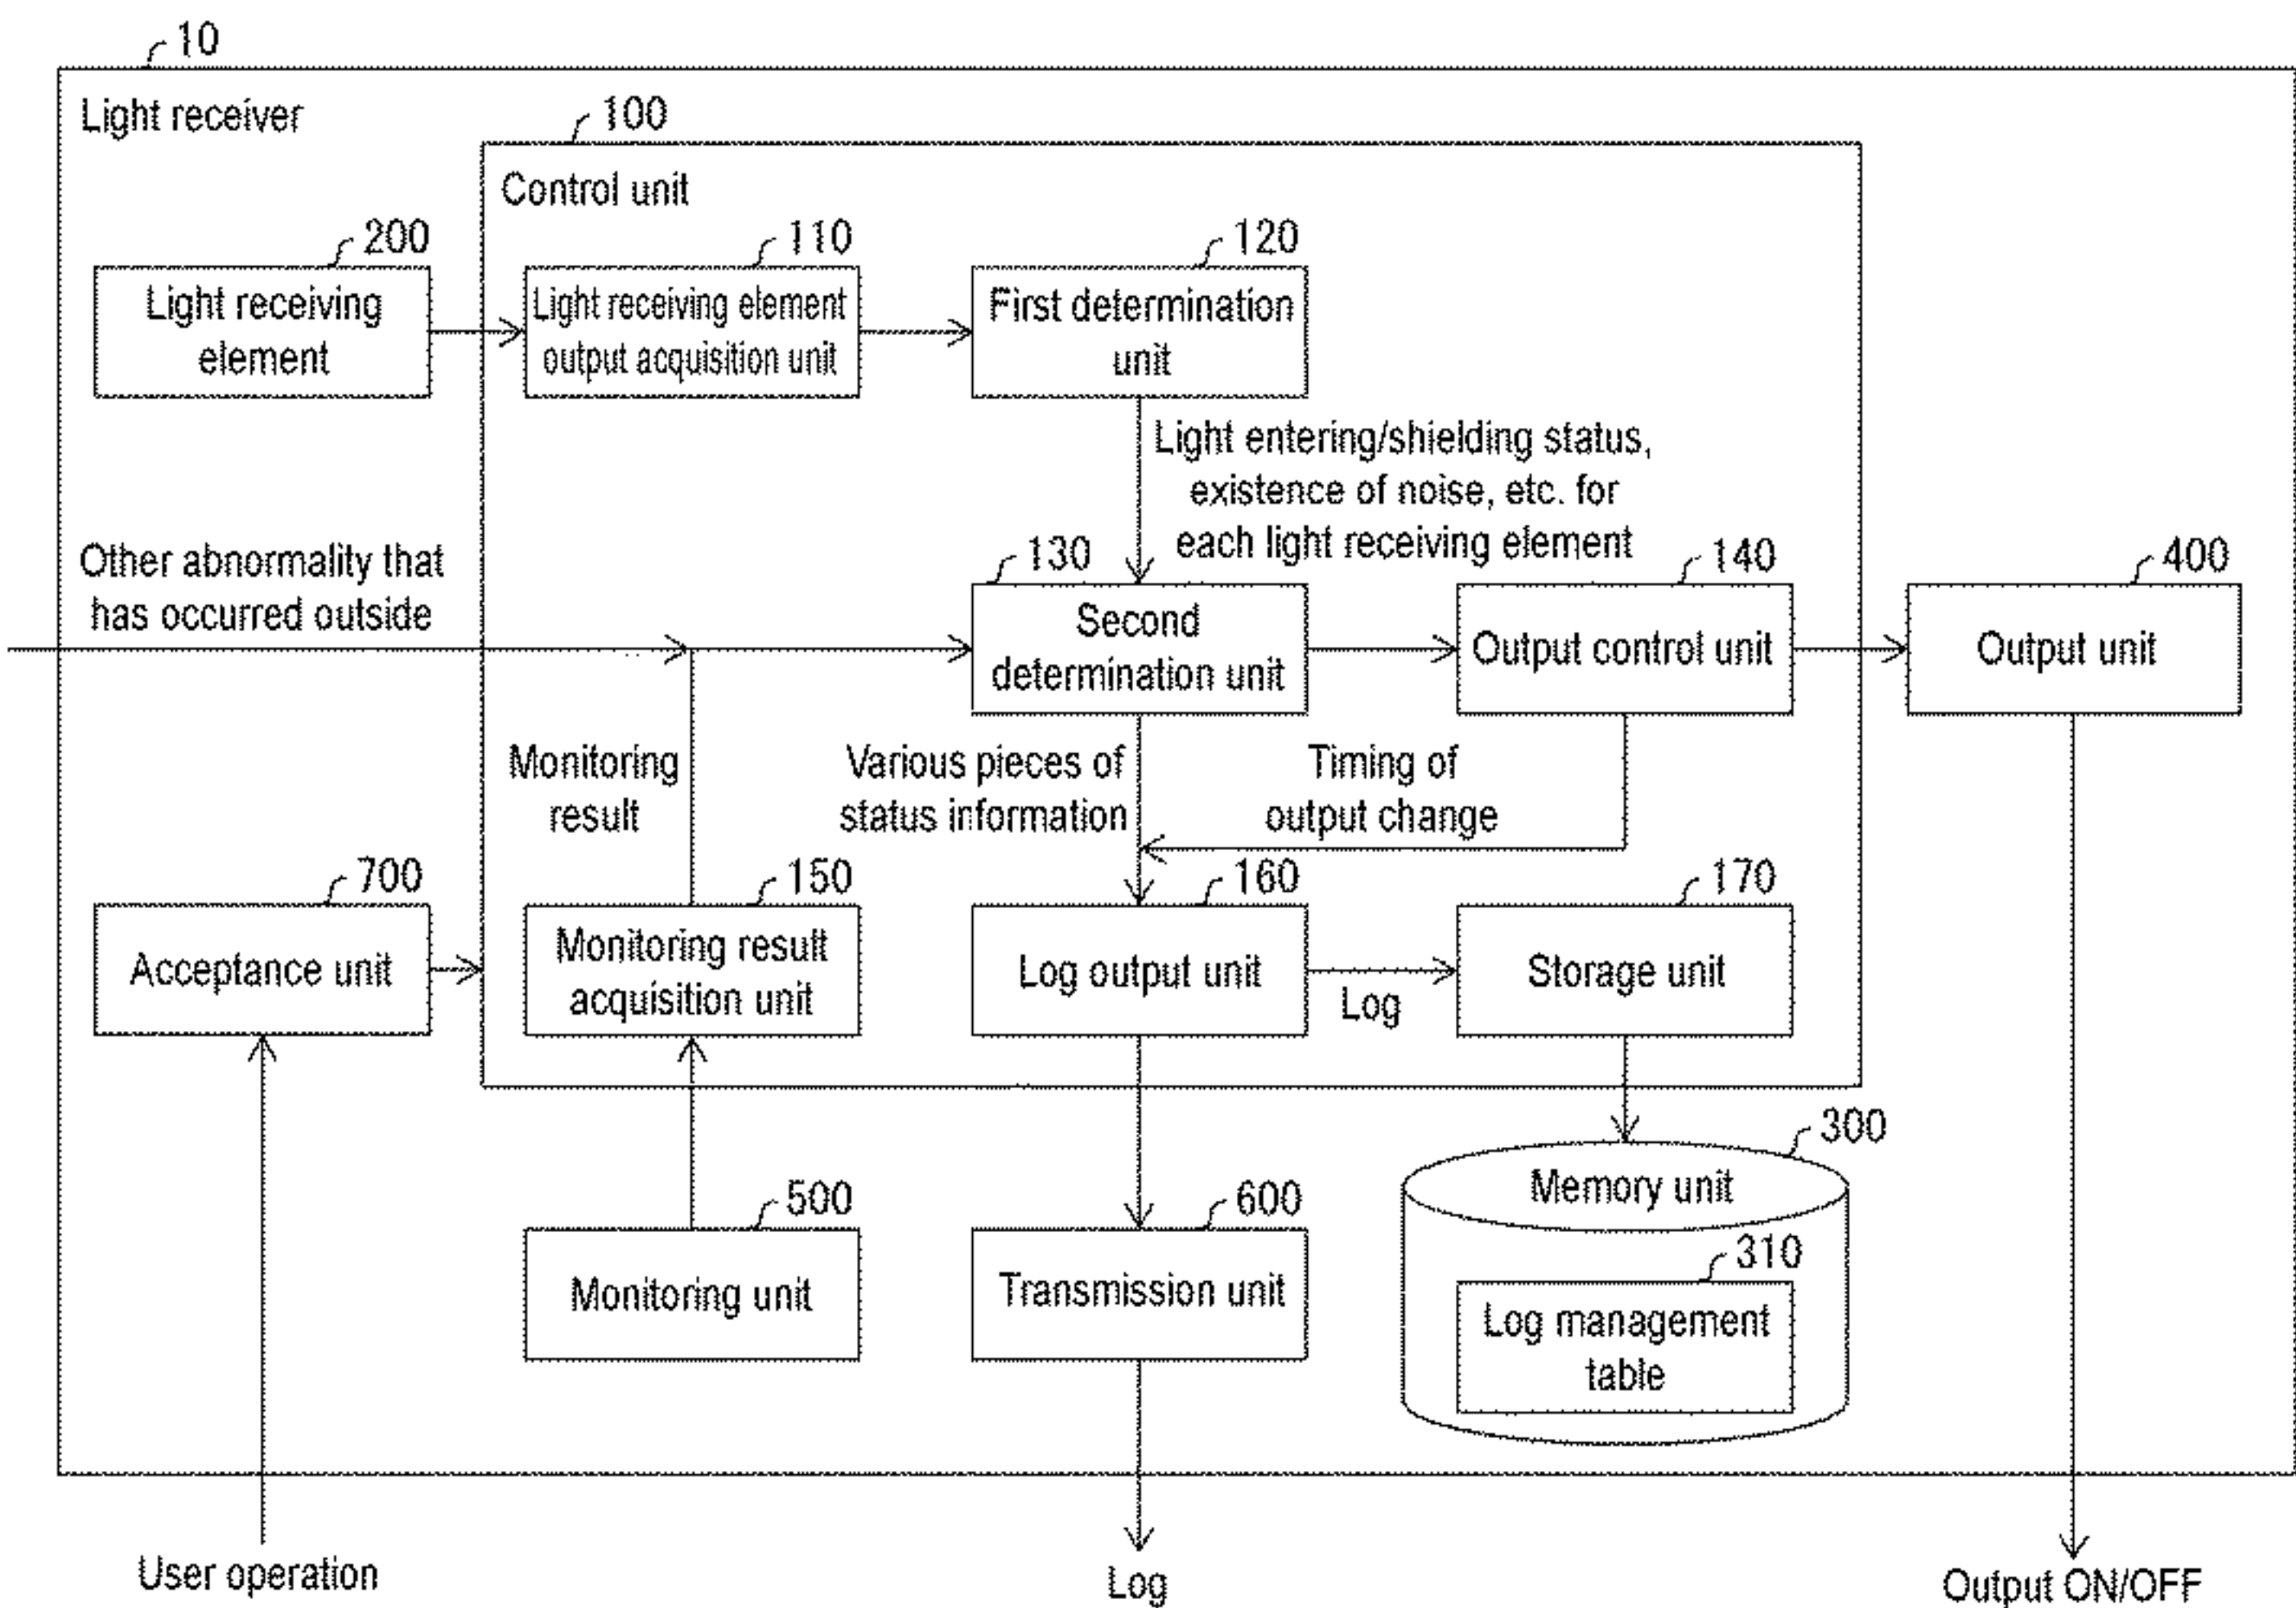 10
Light receiver
100
Control unit
200
Light receiving
element
110
Light receiving element
output acquisition unit
120
First determination
unit
Light entering/shielding status,
existence of noise, etc. for
each light receiving element
Other abnormality that
has occurred outside
130
Second
determination unit
140
Output control unit
400
Output unit
Monitoring
result
Various pieces of
status information
Timing of
output change
700
Acceptance unit
150
Monitoring result
acquisition unit
160
Log output unit
Log
170
Storage unit
500
Monitoring unit
600
Transmission unit
300
Memory unit
310
Log management
table
User operation
Log
Output ON/OFF